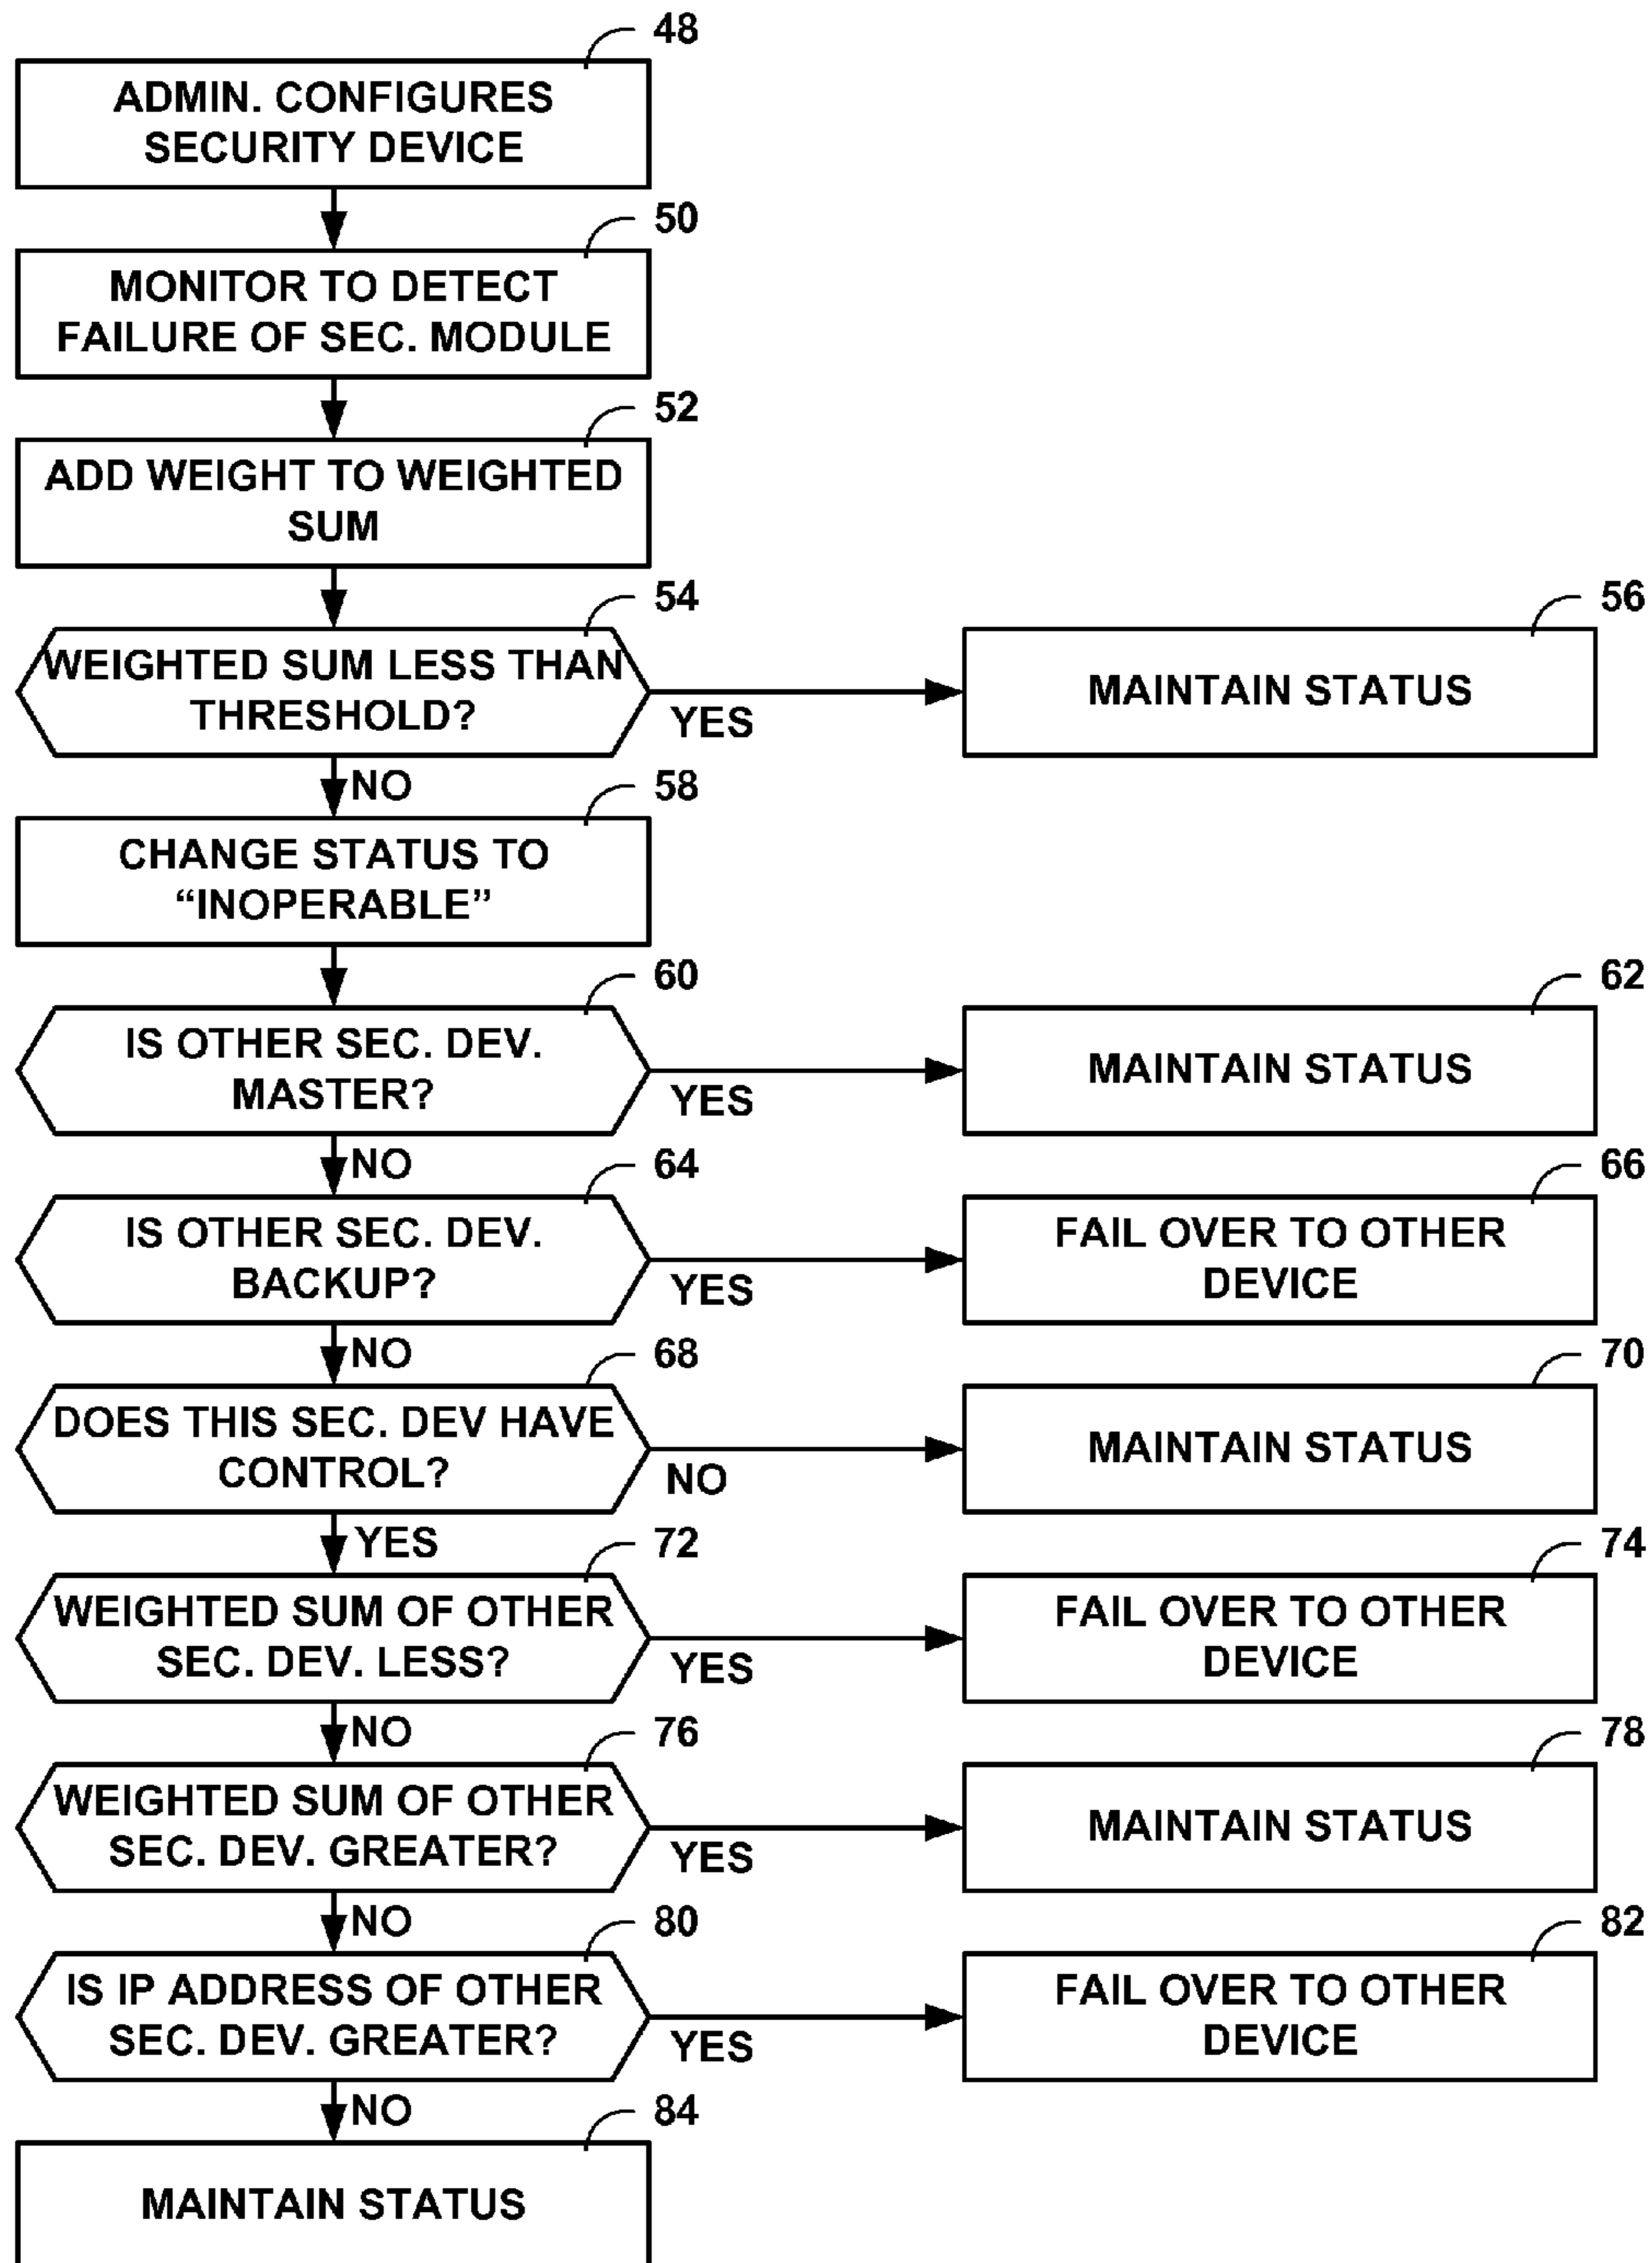 48
ADMIN. CONFIGURES
SECURITY DEVICE
50
MONITOR TO DETECT
FAILURE OF SEC. MODULE
52
ADD WEIGHT TO WEIGHTED
SUM
54
WEIGHTED SUM LESS THAN
THRESHOLD?
YES
56
MAINTAIN STATUS
NO
58
CHANGE STATUS TO
“INOPERABLE”
60
IS OTHER SEC. DEV.
MASTER?
YES
62
MAINTAIN STATUS
NO
64
IS OTHER SEC. DEV.
BACKUP?
YES
66
FAIL OVER TO OTHER
DEVICE
NO
68
DOES THIS SEC. DEV HAVE
CONTROL?
NO
70
MAINTAIN STATUS
YES
72
WEIGHTED SUM OF OTHER
SEC. DEV. LESS?
YES
74
FAIL OVER TO OTHER
DEVICE
NO
76
WEIGHTED SUM OF OTHER
SEC. DEV. GREATER?
YES
78
MAINTAIN STATUS
NO
80
IS IP ADDRESS OF OTHER
SEC. DEV. GREATER?
YES
82
FAIL OVER TO OTHER
DEVICE
NO
84
MAINTAIN STATUS